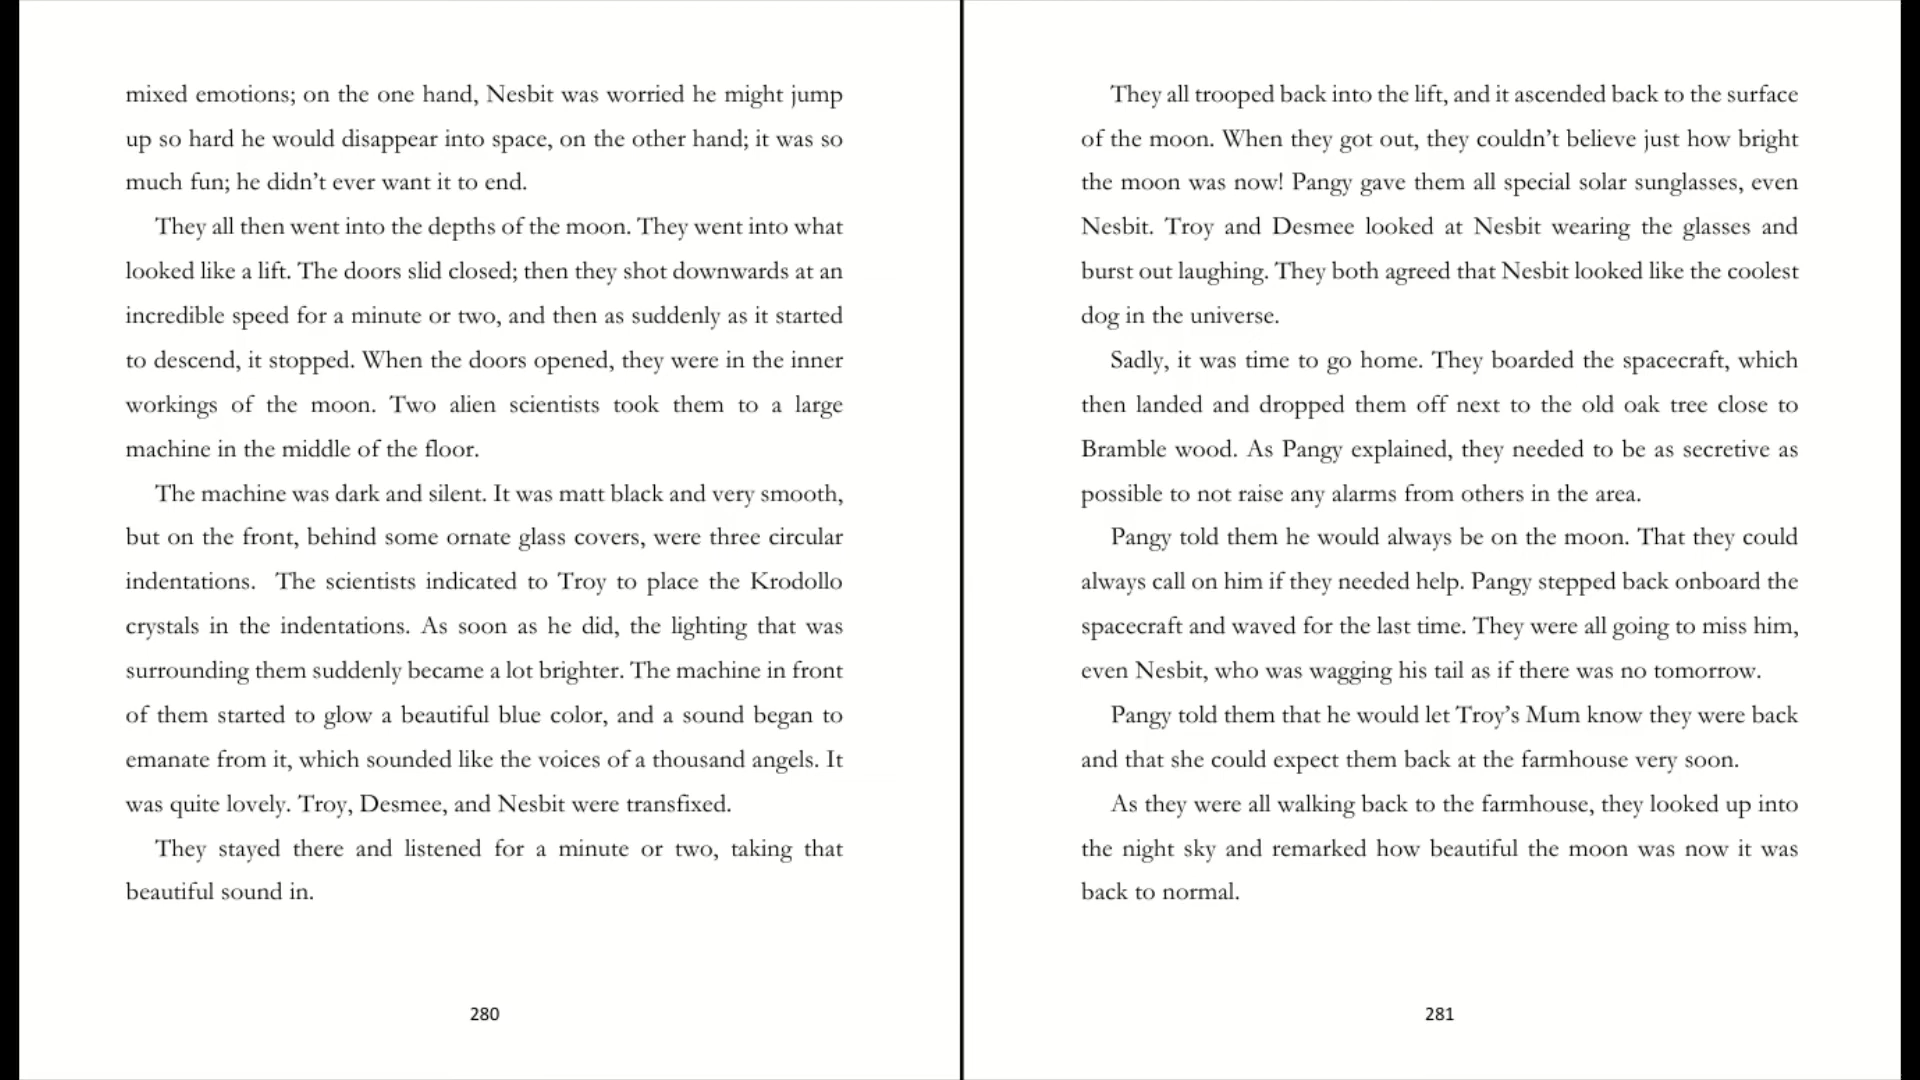 mixed emotions; on the one hand, Nesbit was worried he might jump
up so hard he would disappear into space, on the other hand; it was so
much fun; he didn’t ever want it to end.
They all then went into the depths of the moon. They went into what
looked like a lift. The doors slid closed; then they shot downwards at an
incredible speed for a minute or two, and then as suddenly as it started
to descend, it stopped. When the doors opened, they were in the inner
workings of the moon. Two alien scientists took them to a large
machine in the middle of the floor.
The machine was dark and silent. It was matt black and very smooth,
but on the front, behind some ornate glass covers, were three circular
indentations.  The scientists indicated to Troy to place the Krodollo
crystals in the indentations. As soon as he did, the lighting that was
surrounding them suddenly became a lot brighter. The machine in front
of them started to glow a beautiful blue color, and a sound began to
emanate from it, which sounded like the voices of a thousand angels. It
was quite lovely. Troy, Desmee, and Nesbit were transfixed.
They stayed there and listened for a minute or two, taking that
beautiful sound in.
280
They all trooped back into the lift, and it ascended back to the surface
of the moon. When they got out, they couldn’t believe just how bright
the moon was now! Pangy gave them all special solar sunglasses, even
Nesbit. Troy and Desmee looked at Nesbit wearing the glasses and
burst out laughing. They both agreed that Nesbit looked like the coolest
dog in the universe.
Sadly, it was time to go home. They boarded the spacecraft, which
then landed and dropped them off next to the old oak tree close to
Bramble wood. As Pangy explained, they needed to be as secretive as
possible to not raise any alarms from others in the area.
Pangy told them he would always be on the moon. That they could
always call on him if they needed help. Pangy stepped back onboard the
spacecraft and waved for the last time. They were all going to miss him,
even Nesbit, who was wagging his tail as if there was no tomorrow.
Pangy told them that he would let Troy’s Mum know they were back
and that she could expect them back at the farmhouse very soon.
As they were all walking back to the farmhouse, they looked up into
the night sky and remarked how beautiful the moon was now it was
back to normal.
281